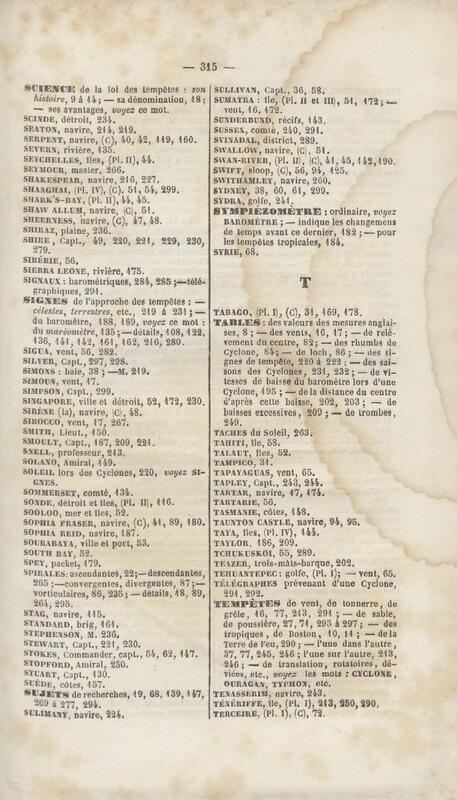 — 315 —
SCIENCE de la loi des tempêtes : son
histoire, 9 à 14 ; — sa dénomination, 18 ;
— ses avantages, voyez ce mot.
SCINDE, détroit, 234.
SEATON, navire, 214, 219.
SERPENT, navire, (C), 40, 42, 119, 160.
SEVERN, rivière, 135.
SEYCHELLES, îles, (Pl. II), 44.
SEYMOUR, master, 266.
SHAKESPEAR, navire, 216, 227.
SHANGHAI, (Pl. IV), (C), 51, 54, 299.
SHARK'S-BAY, (Pl. II), 44, 45.
SHAW ALLUM, navire, (C), 51.
SHEERNESS, navire, (C), 47, 48.
SHIRAZ, plaine, 236.
SHIRE, Capt., 49, 220, 221, 229, 230,
279.
SIBÉRIE, 56.
SIERRA LEONE, rivière, 175.
SIGNAUX : barométriques, 284, 285 ; — télé-
graphiques, 291.
SIGNES de l'approche des tempêtes : —
célestes, terrestres, etc., 219 à 231 ; —
du baromètre, 188, 189, voyez ce mot :
du maréomètre, 135 ; — détails, 108, 122,
136, 141, 142, 161, 162, 216, 280.
SIGUA, vent, 56, 282.
SILVER, Capt., 297, 298.
SIMONS : baie, 38 ; — M. 219.
SIMOUN, vent, 47.
SIMPSON, Capt., 299.
SINGAPORE, ville et détroit, 52, 172, 230.
SIRÈNE (la), navire, (C), 48.
SIROCCO, vent, 17, 267.
SMITH, Lieut., 150.
SMOULT, Capt., 187, 209, 221.
SNELL, professeur, 243.
SOLANO, Amiral, 149.
SOLEIL lors des Cyclones, 220, voyez SI-
GNES.
SOMMERSET, comté, 134.
SONDE, détroit et îles, (Pl. II), 116.
SOOLOO, mer et îles, 52.
SOPHIA FRASER, navire, (C), 41, 89, 180.
SOPHIA REID, navire, 187.
SOURABAYA, ville et port, 53.
SOUTH BAY, 52.
SPEY, packet, 179.
SPIRALES : ascendantes, 22 ; — descendantes,
265 ; — convergentes, divergentes, 87 ; —
vorticulaires, 86, 235 ; — détails, 48, 89,
264, 295.
STAG, navire, 115.
STANDARD, brig, 161.
STEPHENSON, M. 236.
STEWART, Capt., 221, 230.
STOKES, Commander, capt., 54, 62, 147.
STOPFORD, Amiral, 250.
STUART, Capt., 130.
SUÈDE, côtes, 157.
SUJETS de recherches, 19, 68, 139, 147,
269 à 277, 294.
SULIMANY, navire, 224.
SULLIVAN, Capt., 36, 58.
SUMATRA : île, (Pl. II et III), 51, 172 ; —
vent, 16, 172.
SUNDERBUND, récifs, 143.
SUSSEX, comté, 240, 291.
SVINADAL, district, 289.
SWALLOW, navire, (C), 51.
SWAN-RIVER, (Pl. II), (C), 41, 45, 142, 190.
SWIFT, sloop, (C), 56, 94, 125.
SWITHAMLEY, navire, 260.
SYDNEY, 38, 60, 61, 299.
SYDRA, golfe, 241.
SYMPIÉZOMÈTRE : ordinaire, voyez
BAROMÈTRE ; — indique les changemens
de temps avant ce dernier, 182 ; — pour
les tempêtes tropicales, 184.
SYRIE, 68.
T
TABAGO, (Pl. I), (C), 31, 169, 178.
TABLES : des valeurs des mesures anglai-
ses, 8 ; — des vents, 16, 17 ; — de relè-
vement du centre, 82 ; — des rhumbs du
Cyclone, 84 ; — de loch, 86 ; — des si-
gnes de tempête, 220 à 222 ; — des sai-
sons des Cyclones, 231, 232 ; — de vi-
tesses de baisse du baromètre lors d'une
Cyclone, 195 ; — de la distance du centre
d'après cette baisse, 202, 203 ; — de
baisses excessives, 209 ; — de trombes,
249.
TACHES du Soleil, 263.
TAHITI, île, 58.
TALAUT, îles, 52.
TAMPICO, 31.
TAPAYAGUAS, vent, 65.
TAPLEY, Capt., 243, 244.
TARTAR, navire, 17, 174.
TARTARIE, 56.
TASMANIE, côtes, 148.
TAUNTON CASTLE, navire, 94, 95.
TAYA, îles, (Pl. IV), 144.
TAYLOR, 186, 209.
TCHUKUSKOI, 55, 289.
TEAZER, trois-mâts-barque, 202.
TEHUANTEPEC : golfe, (Pl. I) ; — vent, 65.
TÉLÉGRAPHES prévenant d'une Cyclone,
291, 292.
TEMPÊTES de vent, de tonnerre, de
grêle, 16, 77, 243, 291 ; — de sable,
de poussière, 27, 74, 295 à 297 ; — des
tropiques, de Boston, 10, 11 ; — de la
Terre de Feu, 290 ; — l'une dans l'autre,
37, 77, 245, 246 ; l'une sur l'autre, 243,
246 ; — de translation, rotatoires, dé-
viées, etc., voyez les mots : CYCLONE,
OURAGAN, TYPHON, etc.
TENASSERIM, navire, 243.
TÉNÉRIFFE, île, (Pl. I), 213, 250, 290.
TERCEIRE, (Pl. I), (C), 72.